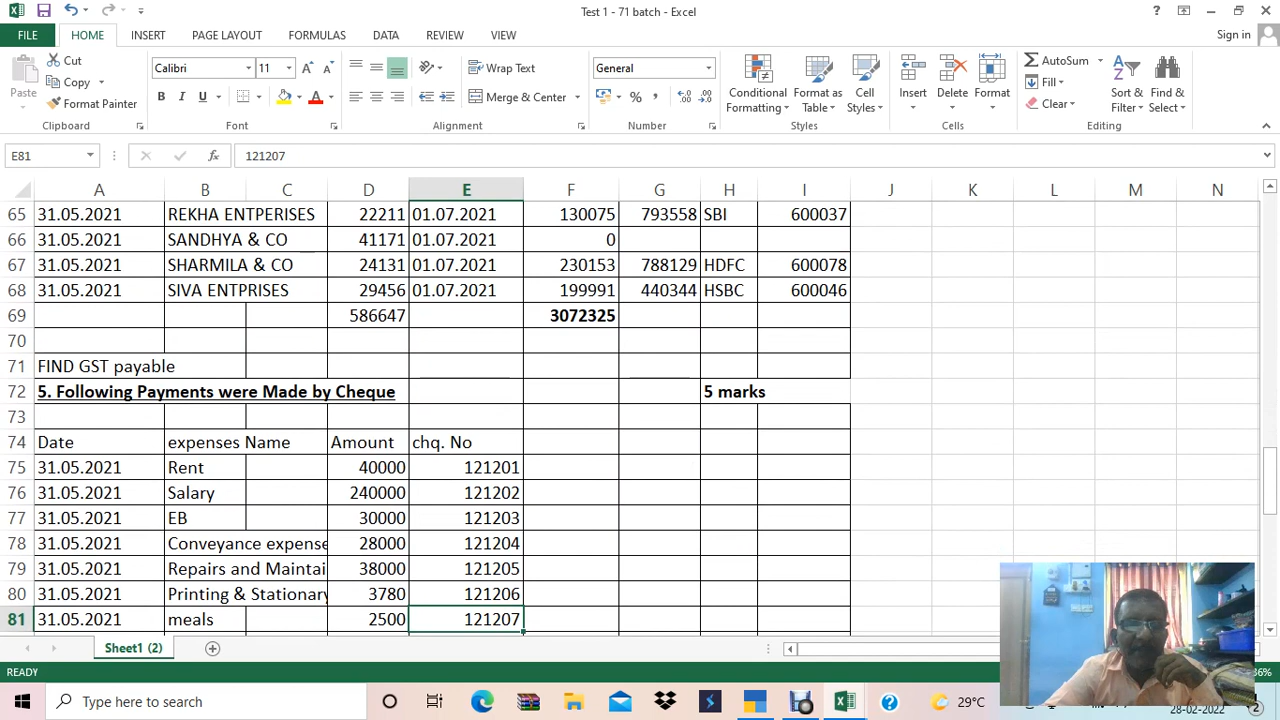 Test 1 - 71 batch - Excel
FILE HOME INSERT PAGE LAYOUT FORMULAS DATA REVIEW VIEW Sign in
Paste Cut Copy Format Painter Clipboard
Calibri 11 B I U A Font
Wrap Text Merge & Center Alignment
General % Number
Conditional Formatting Format as Table Cell Styles Styles
Insert Delete Format Cells
AutoSum Fill Clear Sort & Filter Find & Select Editing
E81 fx 121207
A B C D E F G H I J K L M N
65 31.05.2021 REKHA ENTPERISES 22211 01.07.2021 130075 793558 SBI 600037
66 31.05.2021 SANDHYA & CO 41171 01.07.2021 0
67 31.05.2021 SHARMILA & CO 24131 01.07.2021 230153 788129 HDFC 600078
68 31.05.2021 SIVA ENTPRISES 29456 01.07.2021 199991 440344 HSBC 600046
69 586647 3072325
70
71 FIND GST payable
72 5. Following Payments were Made by Cheque 5 marks
73
74 Date expenses Name Amount chq. No
75 31.05.2021 Rent 40000 121201
76 31.05.2021 Salary 240000 121202
77 31.05.2021 EB 30000 121203
78 31.05.2021 Conveyance expense 28000 121204
79 31.05.2021 Repairs and Maintai 38000 121205
80 31.05.2021 Printing & Stationary 3780 121206
81 31.05.2021 meals 2500 121207
Sheet1 (2)
READY
Type here to search 29°C 28-02-2022